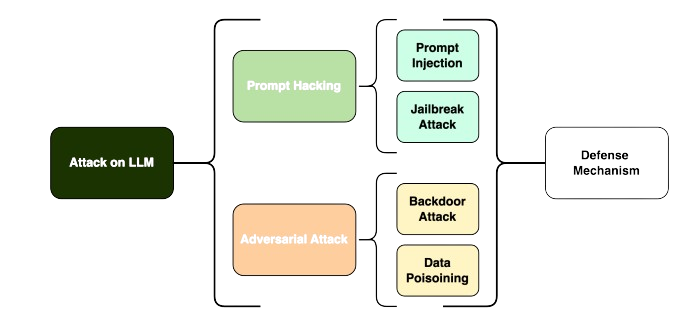 Attack on LLM
Prompt Hacking
Prompt
Injection
Jailbreak
Attack
Adversarial Attack
Backdoor
Attack
Data
Poisoining
Defense
Mechanism